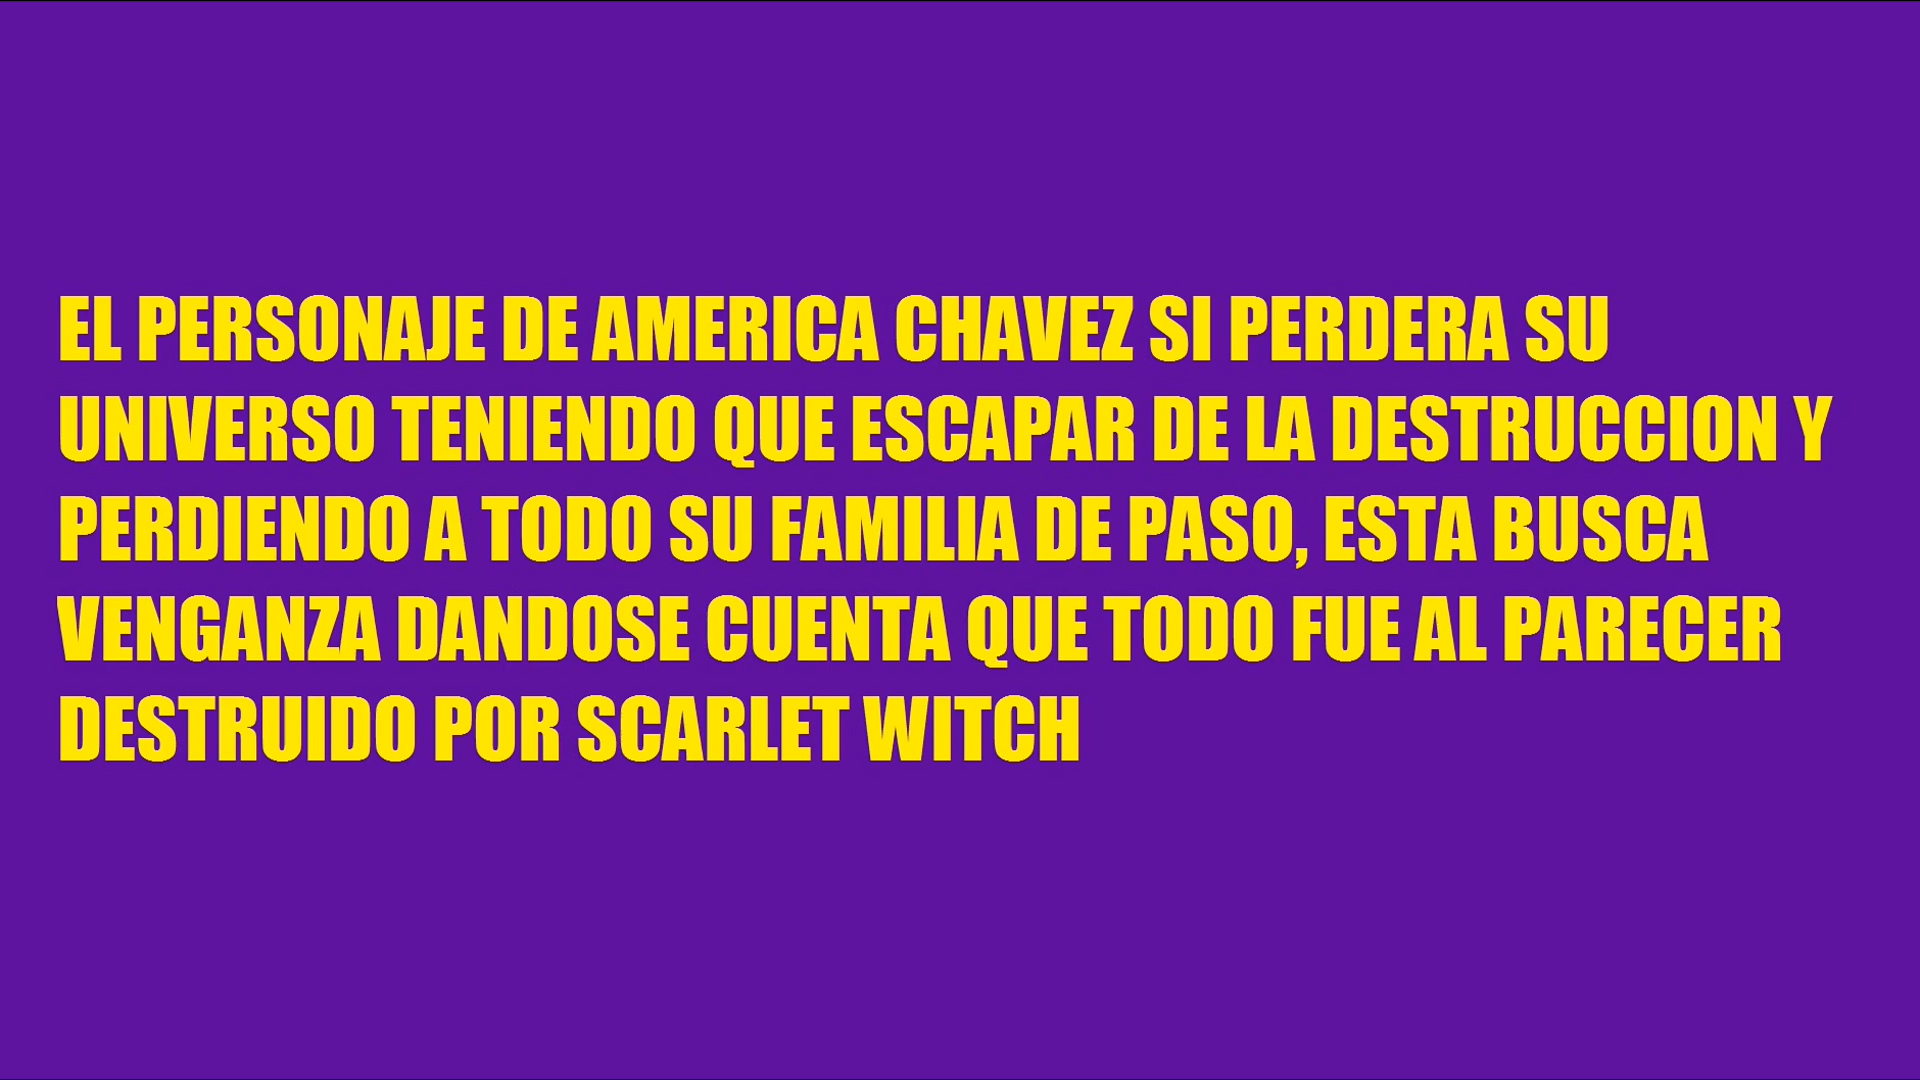 EL PERSONAJE DE AMERICA CHAVEZ SI PERDERA SU
UNIVERSO TENIENDO QUE ESCAPAR DE LA DESTRUCCION Y
PERDIENDO A TODO SU FAMILIA DE PASO, ESTA BUSCA
VENGANZA DANDOSE CUENTA QUE TODO FUE AL PARECER
DESTRUIDO POR SCARLET WITCH